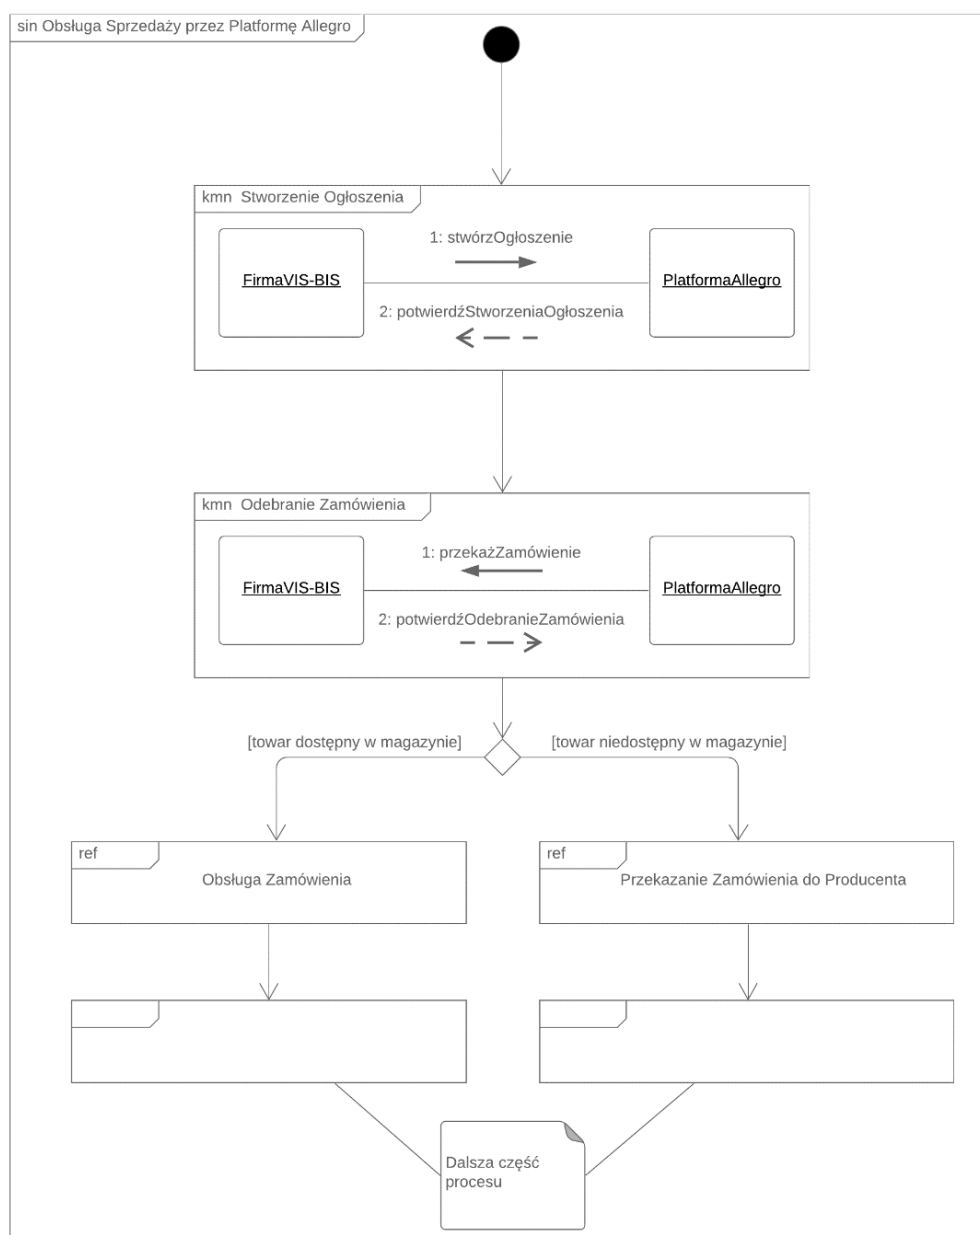 sin Obsługa Sprzedaży przez Platformę Allegro
kmn Stworzenie Ogłoszenia
1: stwórzOgłoszenie
FirmaVIS-BIS
PlatformaAllegro
2: potwierdźStworzeniaOgłoszenia
kmn Odebranie Zamówienia
1: przekażZamówienie
FirmaVIS-BIS
PlatformaAllegro
2: potwierdźOdebranieZamówienia
[towar dostępny w magazynie]
[towar niedostępny w magazynie]
ref
Obsługa Zamówienia
ref
Przekazanie Zamówienia do Producenta
Dalsza część
procesu